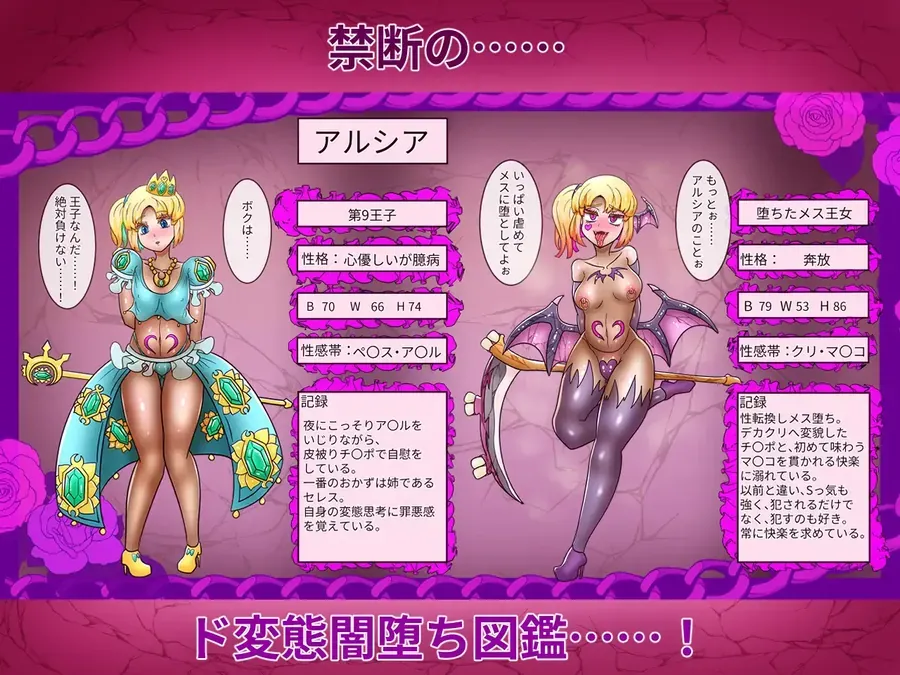 禁断の……
アルシア
王子なんだ……！
絶対負けない……！
ボクは……
第9王子
性格：心優しいが臆病
B 70 W 66 H 74
性感帯：ペ〇ス・ア〇ル
記録
夜にこっそりア〇ルを
いじりながら、
皮被りチ〇ポで自慰を
している。
一番のおかずは姉である
セレス。
自身の変態思考に罪悪感
を覚えている。
いっぱい虐めて
メスに堕としてよぉ
もっとぉ……
アルシアのことぉ
堕ちたメス王女
性格： 奔放
B 79 W 53 H 86
性感帯：クリ・マ〇コ
記録
性転換しメス堕ち。
デカクリへ変貌した
チ〇ポと、初めて味わう
マ〇コを貫かれる快楽
に溺れている。
以前と違い、Sっ気も
強く、犯されるだけで
なく、犯すのも好き。
常に快楽を求めている。
ド変態闇堕ち図鑑……！